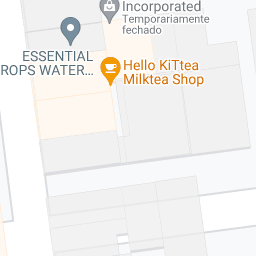 Incorporated
Temporariamente
fechado
ESSENTIAL
ROPS WATER...
Hello KiTtea
Milktea Shop